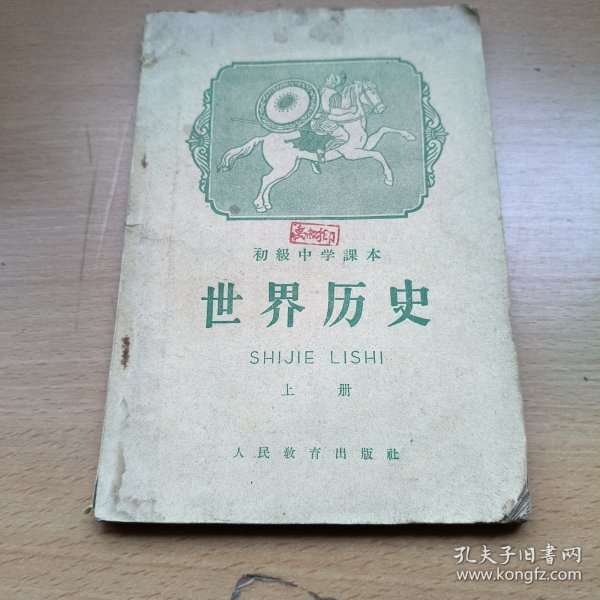 初級中学課本
世界历史
SHIJIE LISHI
上册
人民教育出版社
孔夫子旧书网
www.kongfz.com